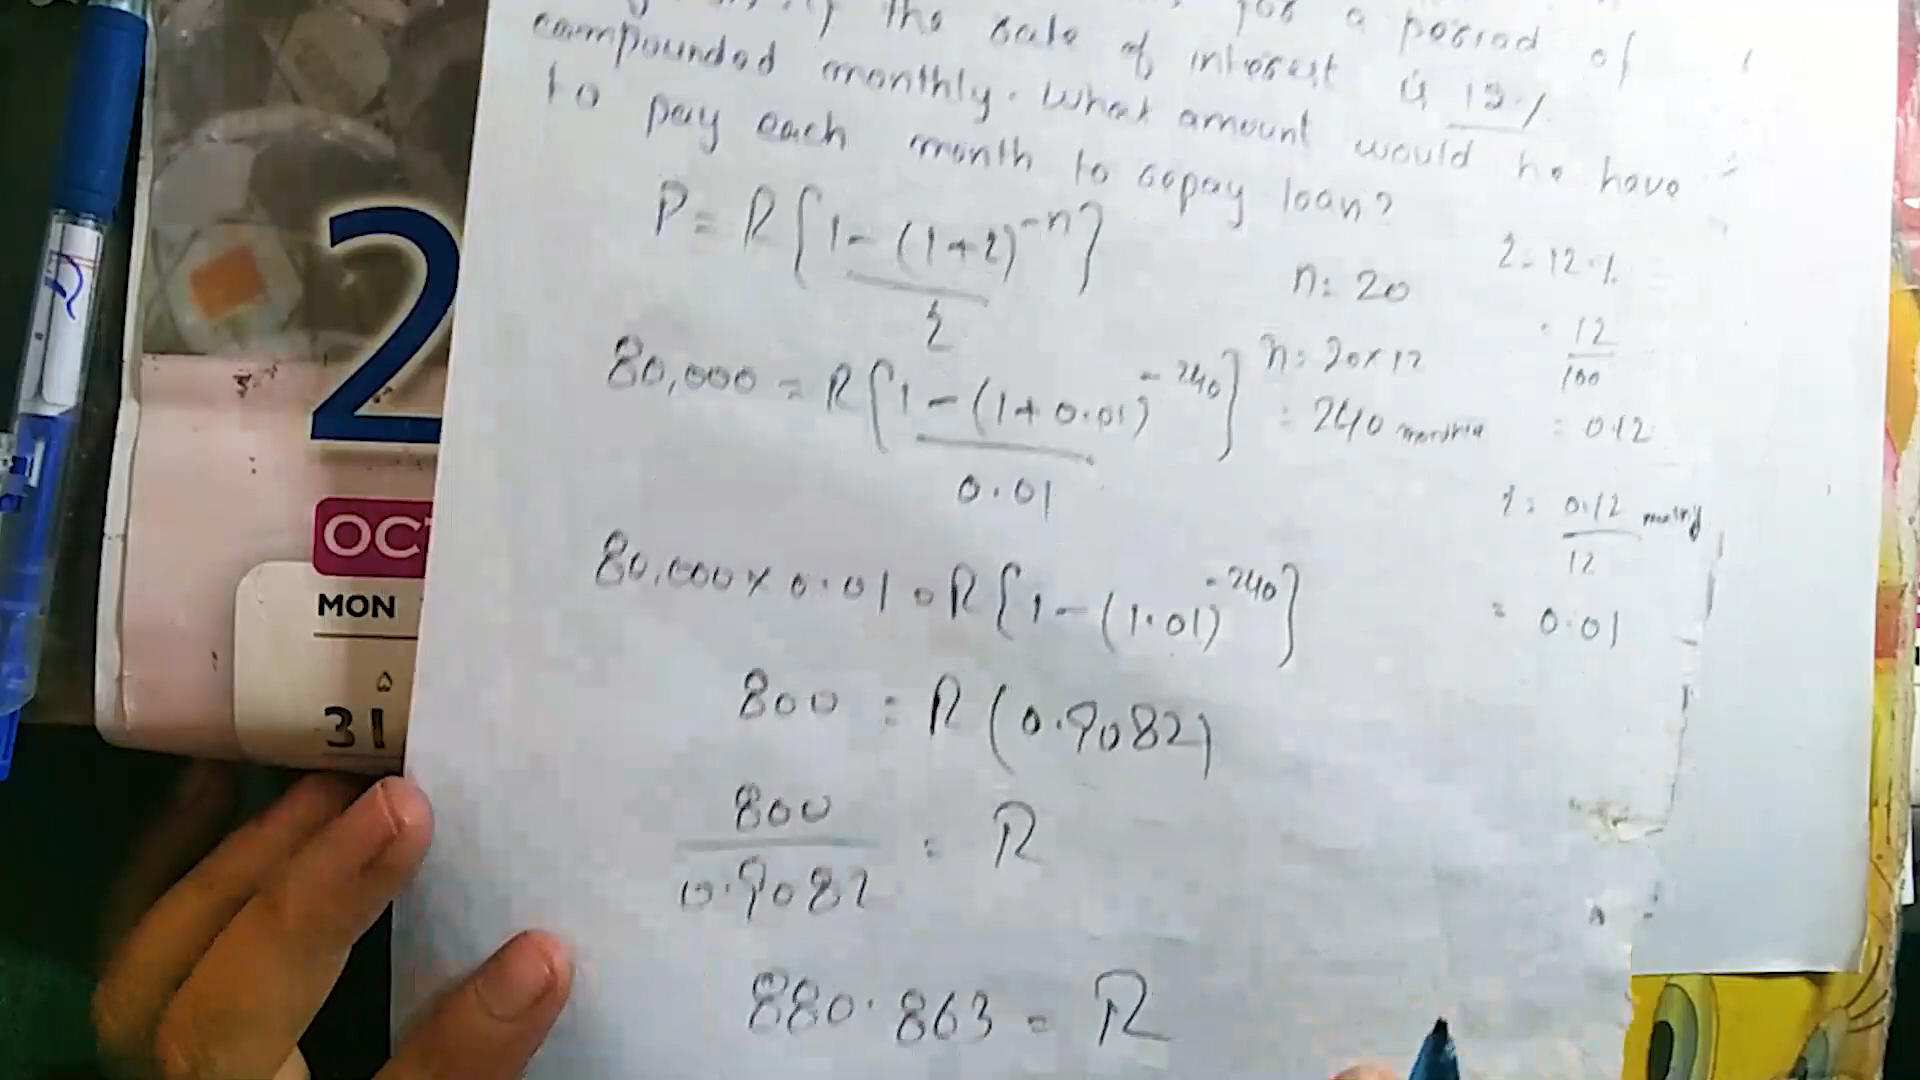 the rate of interest is 12%
for a period of
compounded monthly. What amount would he have
to pay each month to repay loan?
P = R [1-(1+i)^-n / i]
n = 20
i = 12%
80,000 = R [1-(1+0.01)^-240 / 0.01]
n = 20×12
= 240 months
= 12/100
= 0.12
i = 0.12/12
= 0.01
80,000 × 0.01 = R [1-(1.01)^-240]
800 = R (0.9082)
800/0.9082 = R
880.863 = R
2
OCT
MON
31